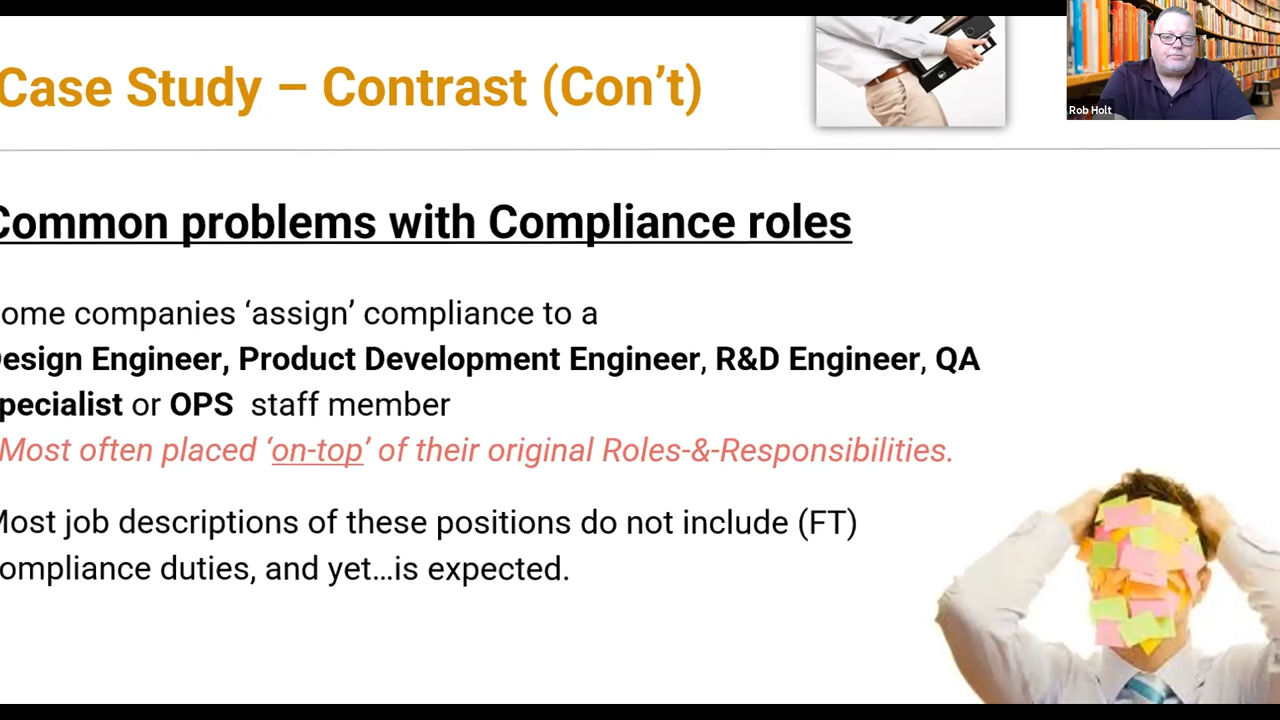 Case Study – Contrast (Con’t)
Rob Holt
Common problems with Compliance roles
ome companies ‘assign’ compliance to a
esign Engineer, Product Development Engineer, R&D Engineer, QA
pecialist or OPS staff member
Most often placed ‘on-top’ of their original Roles-&-Responsibilities.
Most job descriptions of these positions do not include (FT)
ompliance duties, and yet...is expected.